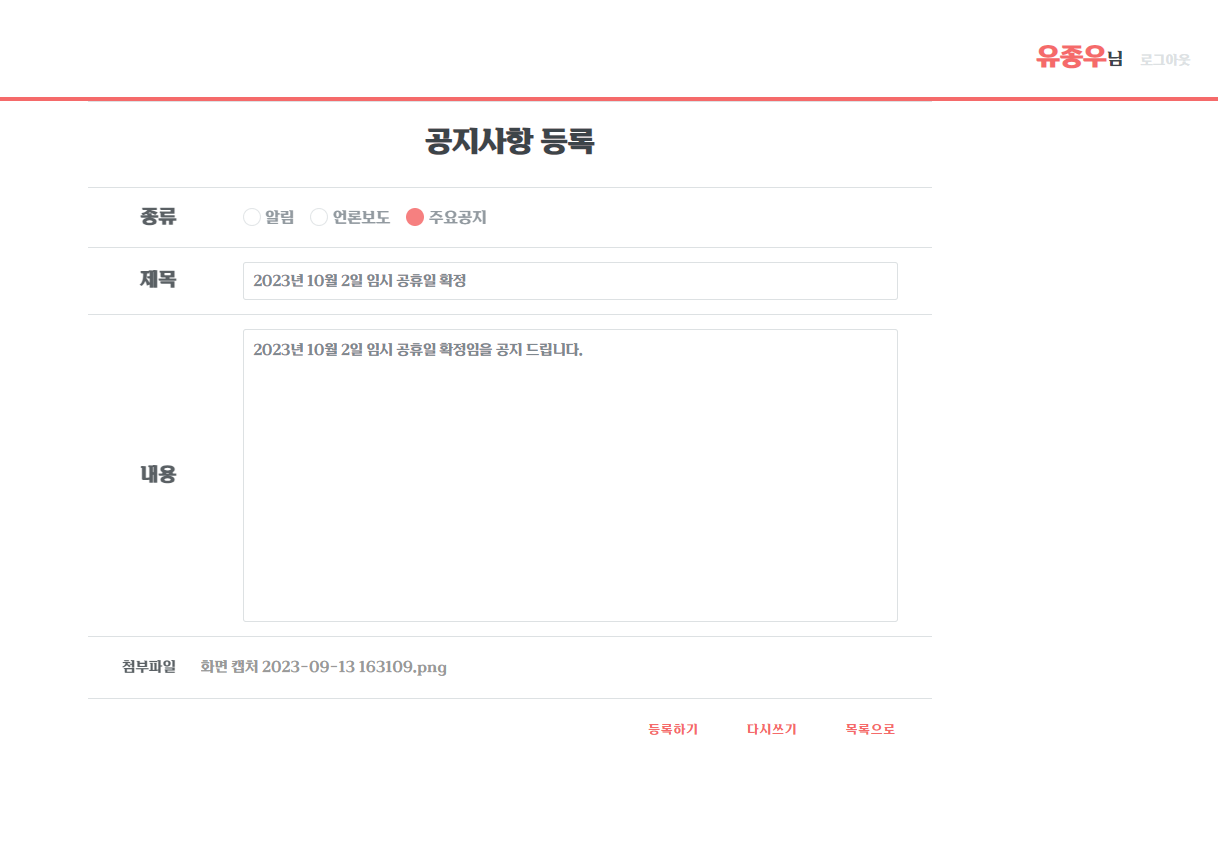 유종우님 로그아웃
공지사항 등록
종류 알림 언론보도 주요공지
제목 2023년 10월 2일 임시 공휴일 확정
내용 2023년 10월 2일 임시 공휴일 확정임을 공지 드립니다.
첨부파일 화면 캡처 2023-09-13 163109.png
등록하기 다시쓰기 목록으로